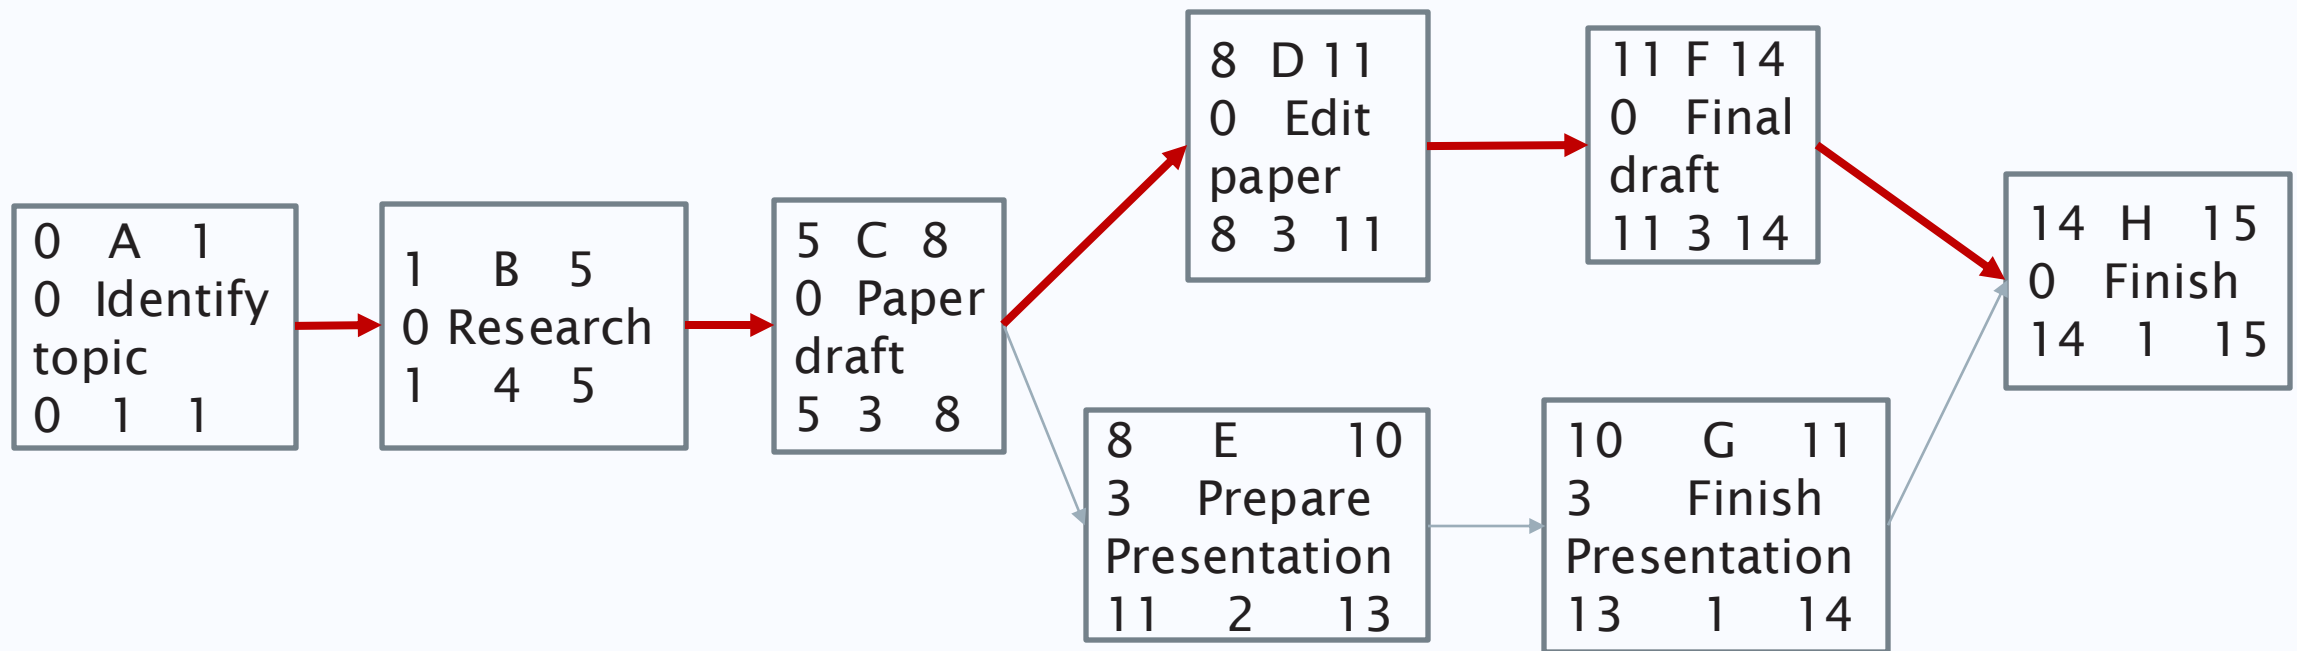 0 A 1
0 Identify
topic
0 1 1
1 B 5
0 Research
1 4 5
5 C 8
0 Paper
draft
5 3 8
8 D 11
0 Edit
paper
8 3 11
11 F 14
0 Final
draft
11 3 14
8 E 10
3 Prepare
Presentation
11 2 13
10 G 11
3 Finish
Presentation
13 1 14
14 H 15
0 Finish
14 1 15